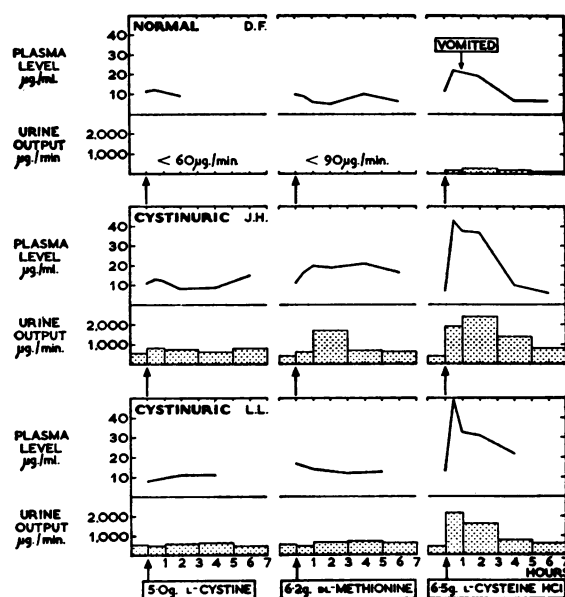 NORMAL D.F.
VOMITED
PLASMA LEVEL µg/ml.
40
30
20
10
URINE OUTPUT µg/min
2,000
1,000
< 60µg/min. < 90µg/min.
CYSTINURIC J.H.
PLASMA LEVEL µg/ml.
40
30
20
10
URINE OUTPUT µg/min.
2,000
1,000
CYSTINURIC L.L.
PLASMA LEVEL µg/ml.
50
40
30
20
10
URINE OUTPUT µg/min.
2,000
1,000
1 2 3 4 5 6 7 1 2 3 4 5 6 7 1 2 3 4 5 6 7
HOURS
5·0g. L-CYSTINE 6·2g. DL-METHIONINE 6·5g. L-CYSTEINE HCl